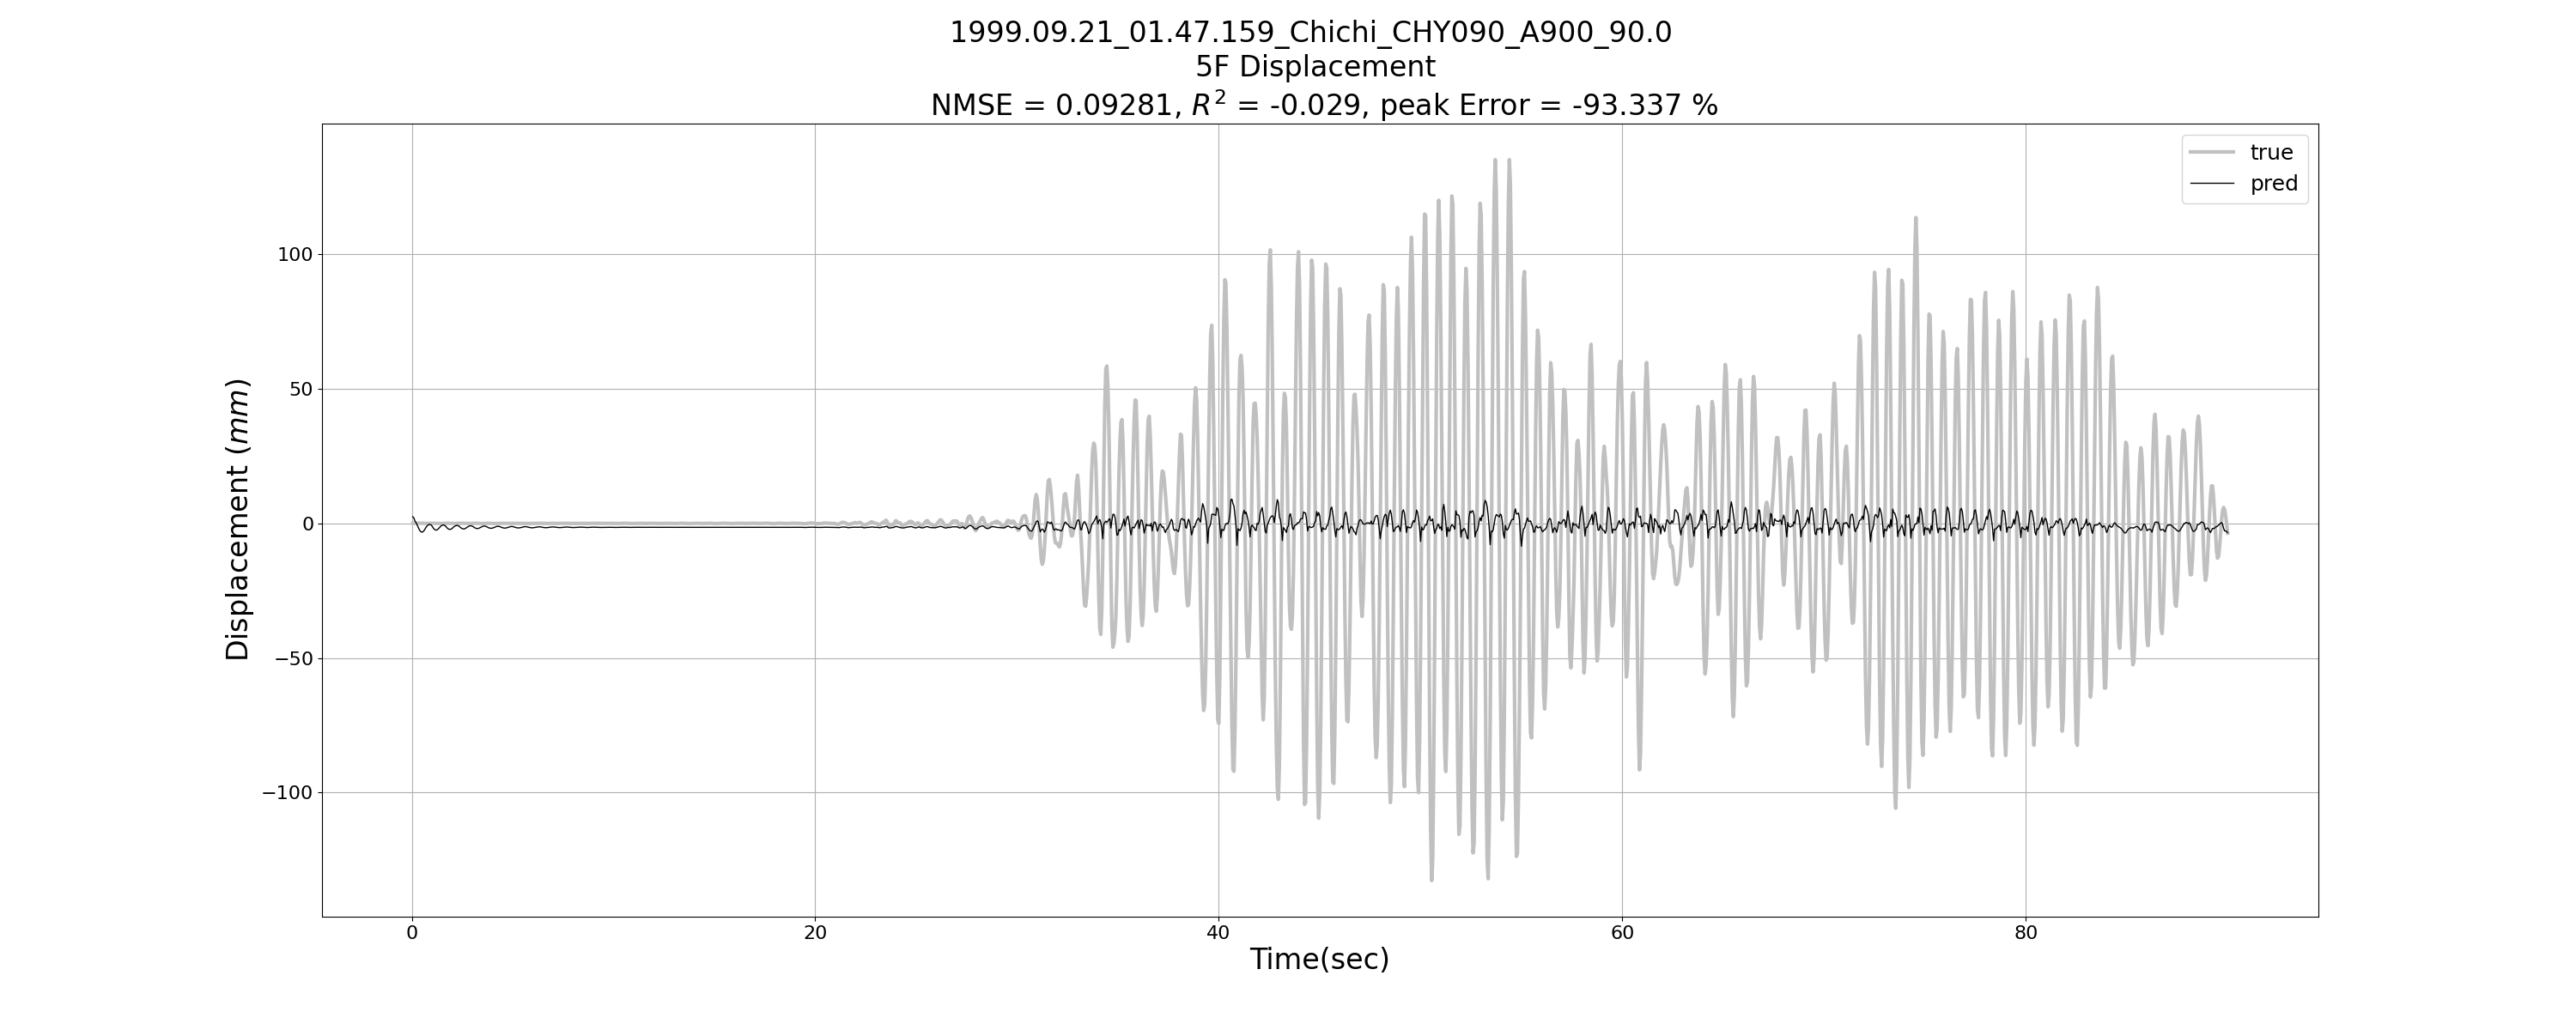 1999.09.21_01.47.159_Chichi_CHY090_A900_90.0
5F Displacement
NMSE = 0.09281, R² = -0.029, peak Error = -93.337 %
true
pred
100
50
0
−50
−100
Displacement (mm)
0 20 40 60 80
Time(sec)